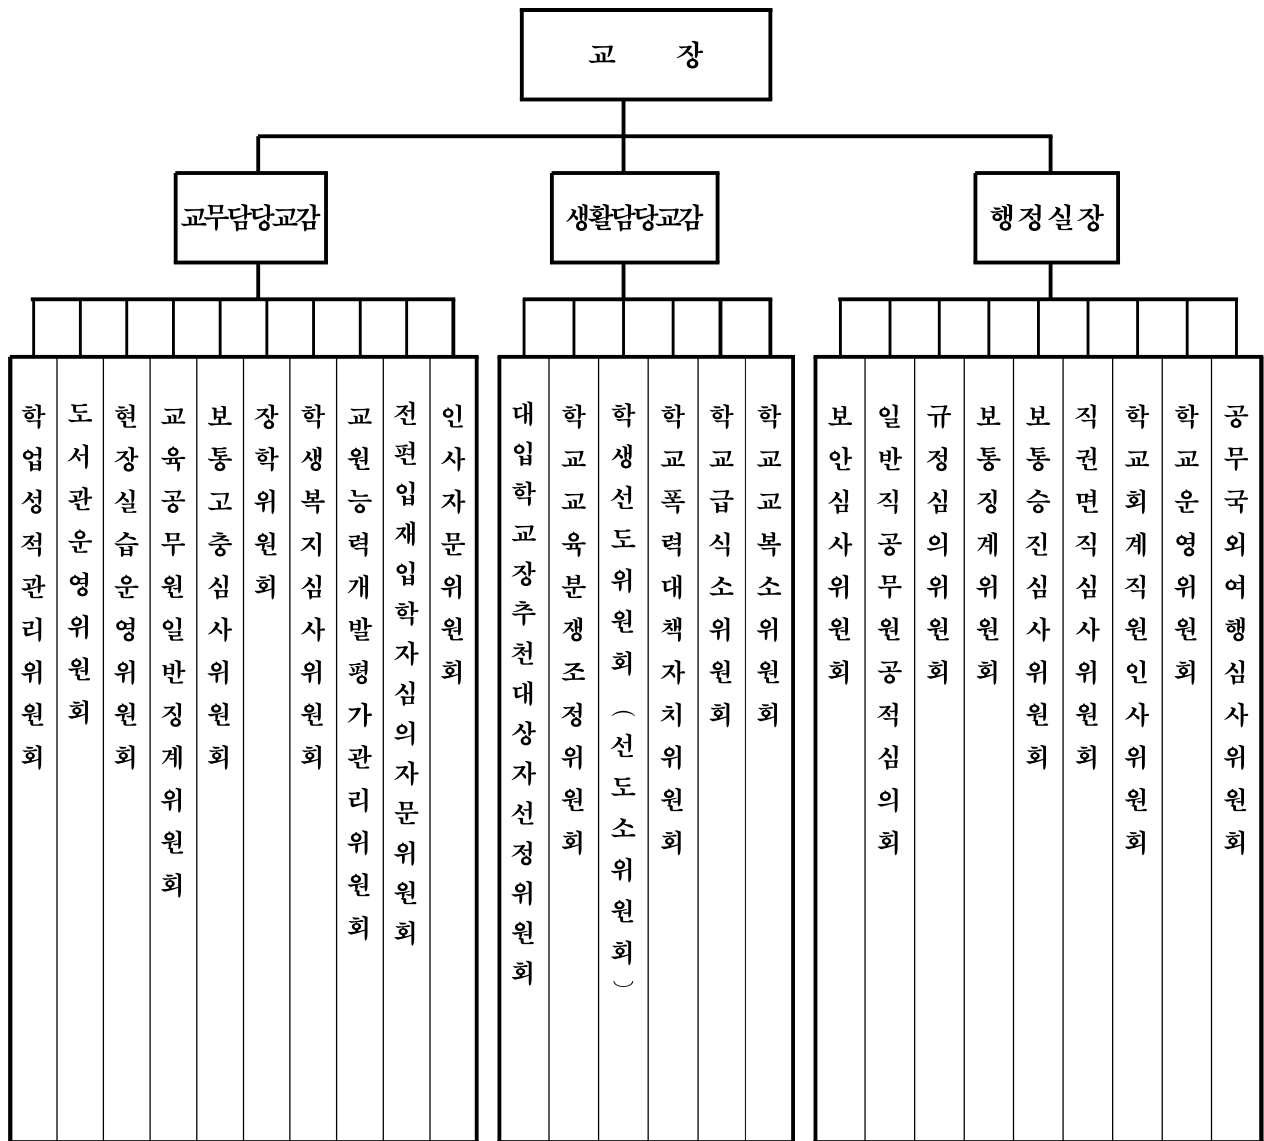 교 장
교무담당교감
생활담당교감
행정실장
학업성적관리위원회
도서관운영위원회
현장실습운영위원회
교육공무원일반징계위원회
보통고충심사위원회
장학위원회
학생복지심사위원회
교원능력개발평가관리위원회
전편입재입학자심의자문위원회
인사자문위원회
대입학교장추천대상자선정위원회
학교교육분쟁조정위원회
학생선도위원회(선도소위원회)
학교폭력대책자치위원회
학교급식소위원회
학교교복소위원회
보안심사위원회
일반직공무원공적심의회
규정심의위원회
보통징계위원회
보통승진심사위원회
직권면직심사위원회
학교회계직원인사위원회
학교운영위원회
공무국외여행심사위원회